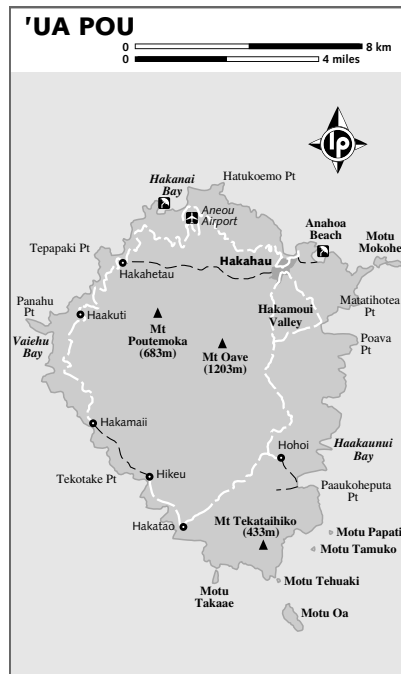 'UA POU
0 8 km
0 4 miles
lp
Hakanai
Bay
Hatukoemo Pt
Aneou
Airport
Anahoa
Beach
Motu
Mokohe
Tepapaki Pt
Hakahau
Hakahetau
Hakamoui
Valley
Matatihotea
Pt
Panahu
Pt
Haakuti
Mt
Poutemoka
(683m)
Mt Oave
(1203m)
Poava
Pt
Vaiehu
Bay
Hakamaii
Hohoi
Haakaunui
Bay
Tekotake Pt
Hikeu
Paaukoheputa
Pt
Hakatao
Mt Tekataihiko
(433m)
Motu Papati
Motu Tamuko
Motu
Takaae
Motu Tehuaki
Motu Oa